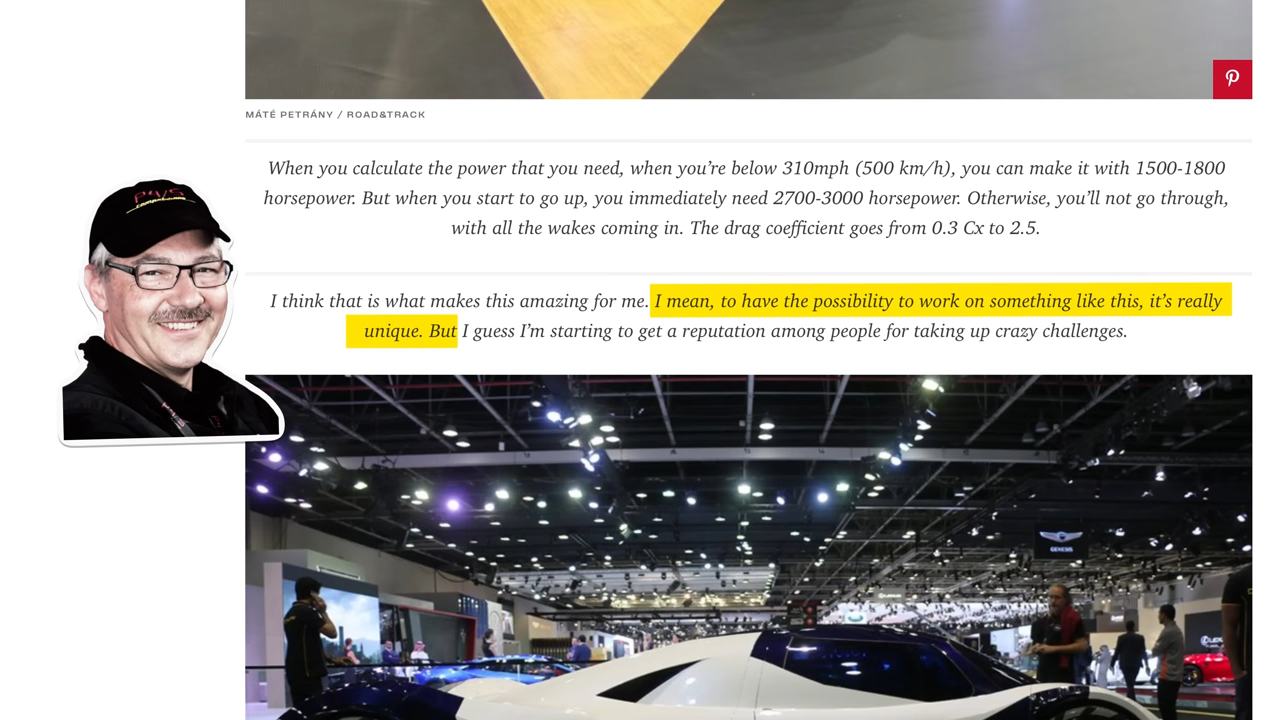 MÁTÉ PETRÁNY / ROAD&TRACK
When you calculate the power that you need, when you’re below 310mph (500 km/h), you can make it with 1500-1800
horsepower. But when you start to go up, you immediately need 2700-3000 horsepower. Otherwise, you’ll not go through,
with all the wakes coming in. The drag coefficient goes from 0.3 Cx to 2.5.
P4/5
I think that is what makes this amazing for me. I mean, to have the possibility to work on something like this, it’s really
unique. But I guess I’m starting to get a reputation among people for taking up crazy challenges.
GENESIS
LEXUS